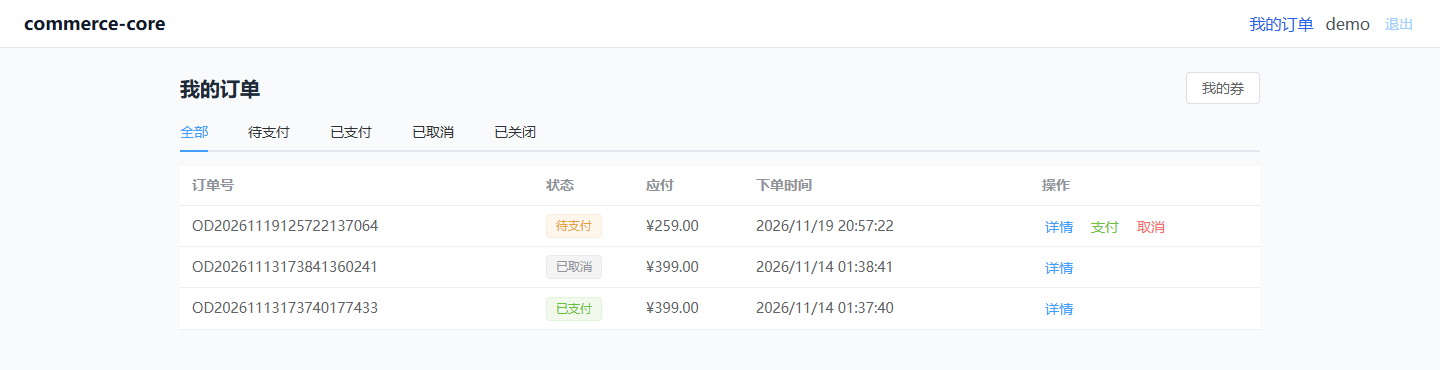 commerce-core 我的订单 demo 退出
我的订单 我的券
全部 待支付 已支付 已取消 已关闭
订单号 状态 应付 下单时间 操作
OD20261119125722137064 待支付 ¥259.00 2026/11/19 20:57:22 详情 支付 取消
OD20261113173841360241 已取消 ¥399.00 2026/11/14 01:38:41 详情
OD20261113173740177433 已支付 ¥399.00 2026/11/14 01:37:40 详情